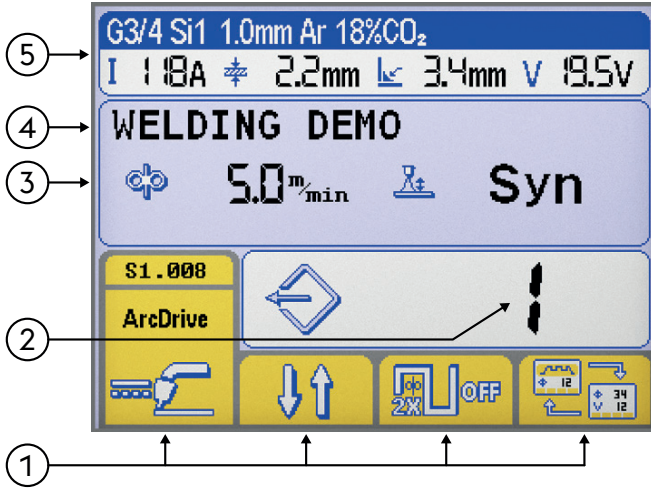 G3/4 Si1 1.0mm Ar 18%CO₂
I 118A 2.2mm 3.4mm V 19.5V
WELDING DEMO
5.0 m/min Syn
S1.008
ArcDrive
1
2X OFF
12
34
V 12
5
4
3
2
1